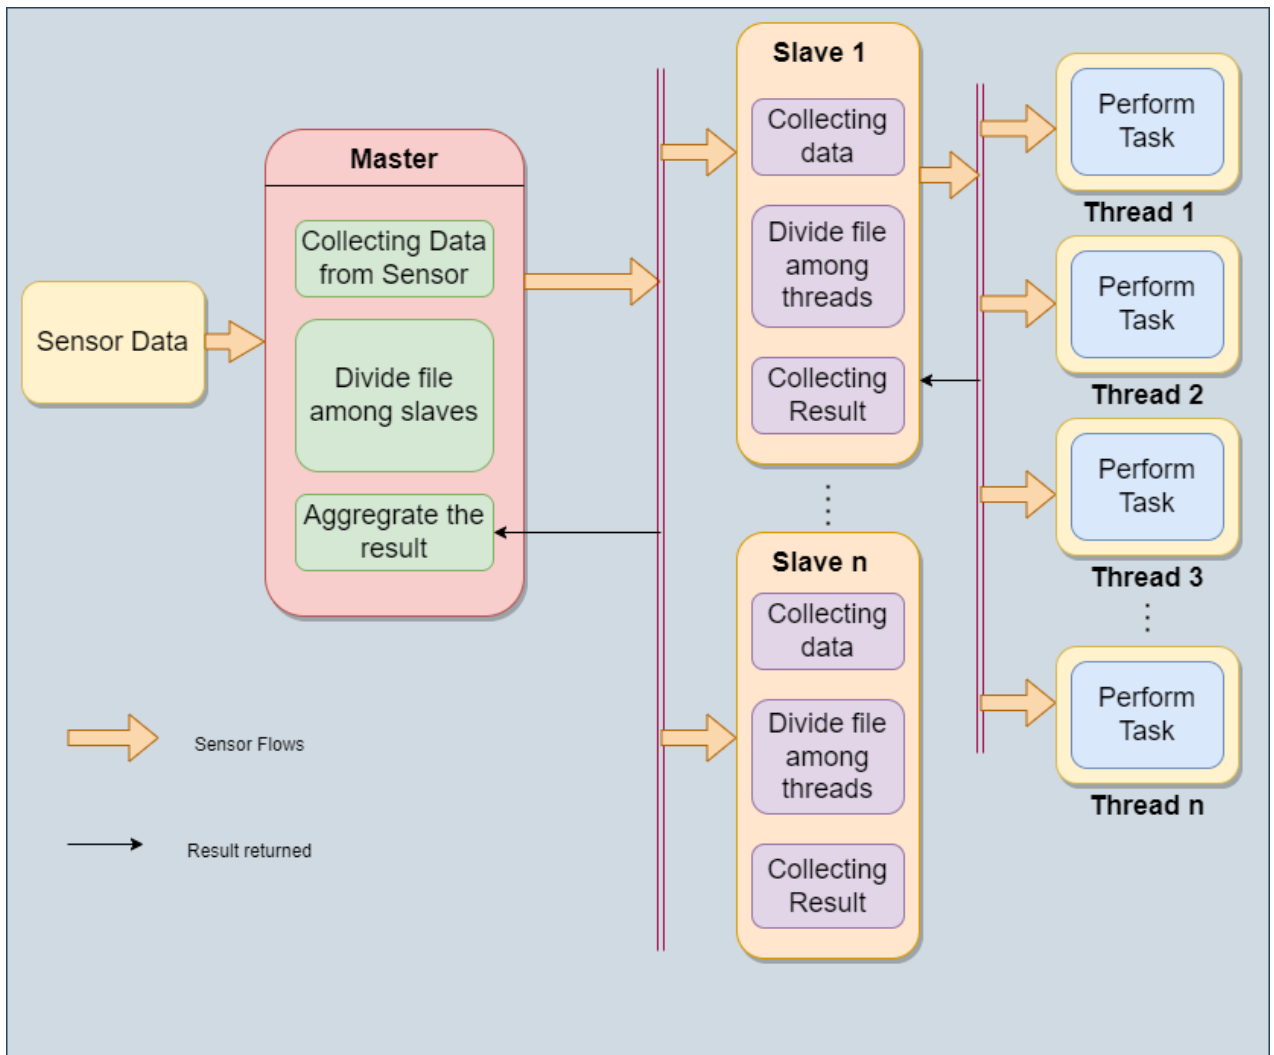 Sensor Data
Master
Collecting Data
from Sensor
Divide file
among slaves
Aggregrate the
result
Slave 1
Collecting
data
Divide file
among
threads
Collecting
Result
Slave n
Collecting
data
Divide file
among
threads
Collecting
Result
Perform
Task
Thread 1
Perform
Task
Thread 2
Perform
Task
Thread 3
Perform
Task
Thread n
Sensor Flows
Result returned